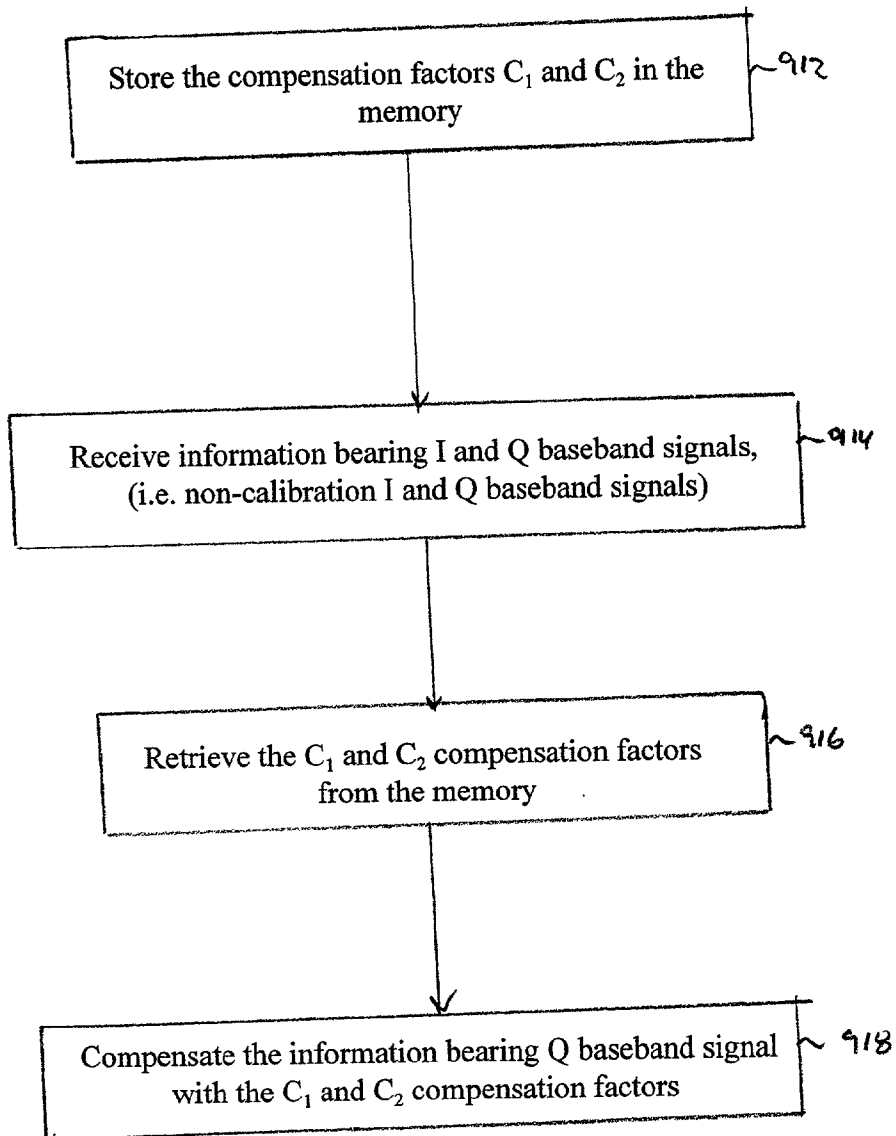 Store the compensation factors C₁ and C₂ in the
memory
912
Receive information bearing I and Q baseband signals,
(i.e. non-calibration I and Q baseband signals)
914
Retrieve the C₁ and C₂ compensation factors
from the memory
916
Compensate the information bearing Q baseband signal
with the C₁ and C₂ compensation factors
918